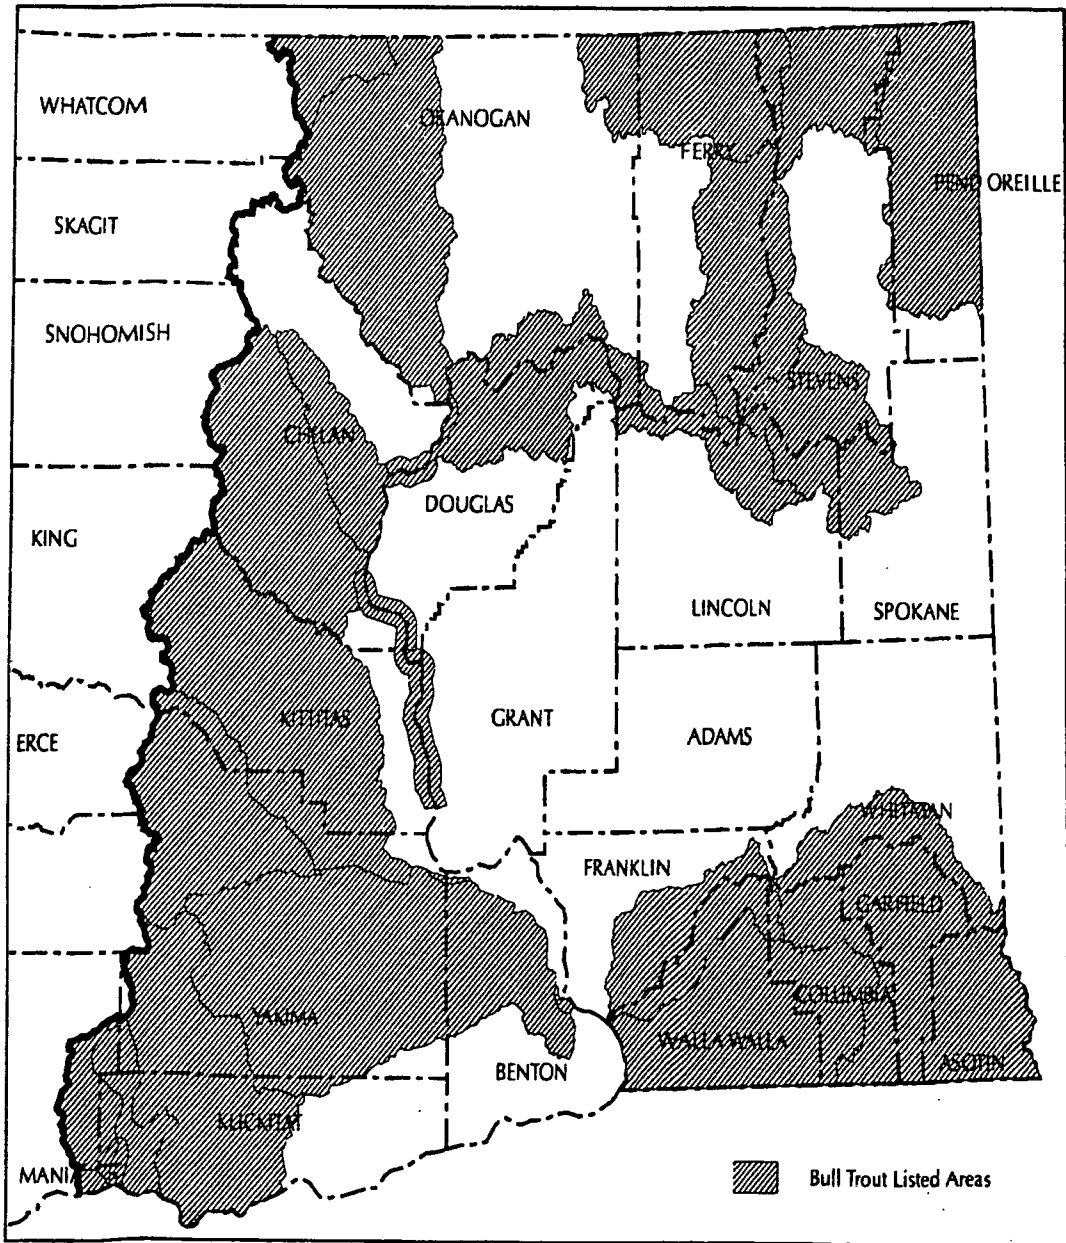 WHATCOM
OKANOGAN
FERRY
PEND OREILLE
SKAGIT
SNOHOMISH
STEVENS
CHELAN
DOUGLAS
KING
LINCOLN
SPOKANE
KITTITAS
GRANT
ADAMS
ERCE
WHITMAN
FRANKLIN
GARFIELD
COLUMBIA
YAKIMA
WALLA WALLA
BENTON
ASOTIN
KLICKITAT
MANIA
Bull Trout Listed Areas